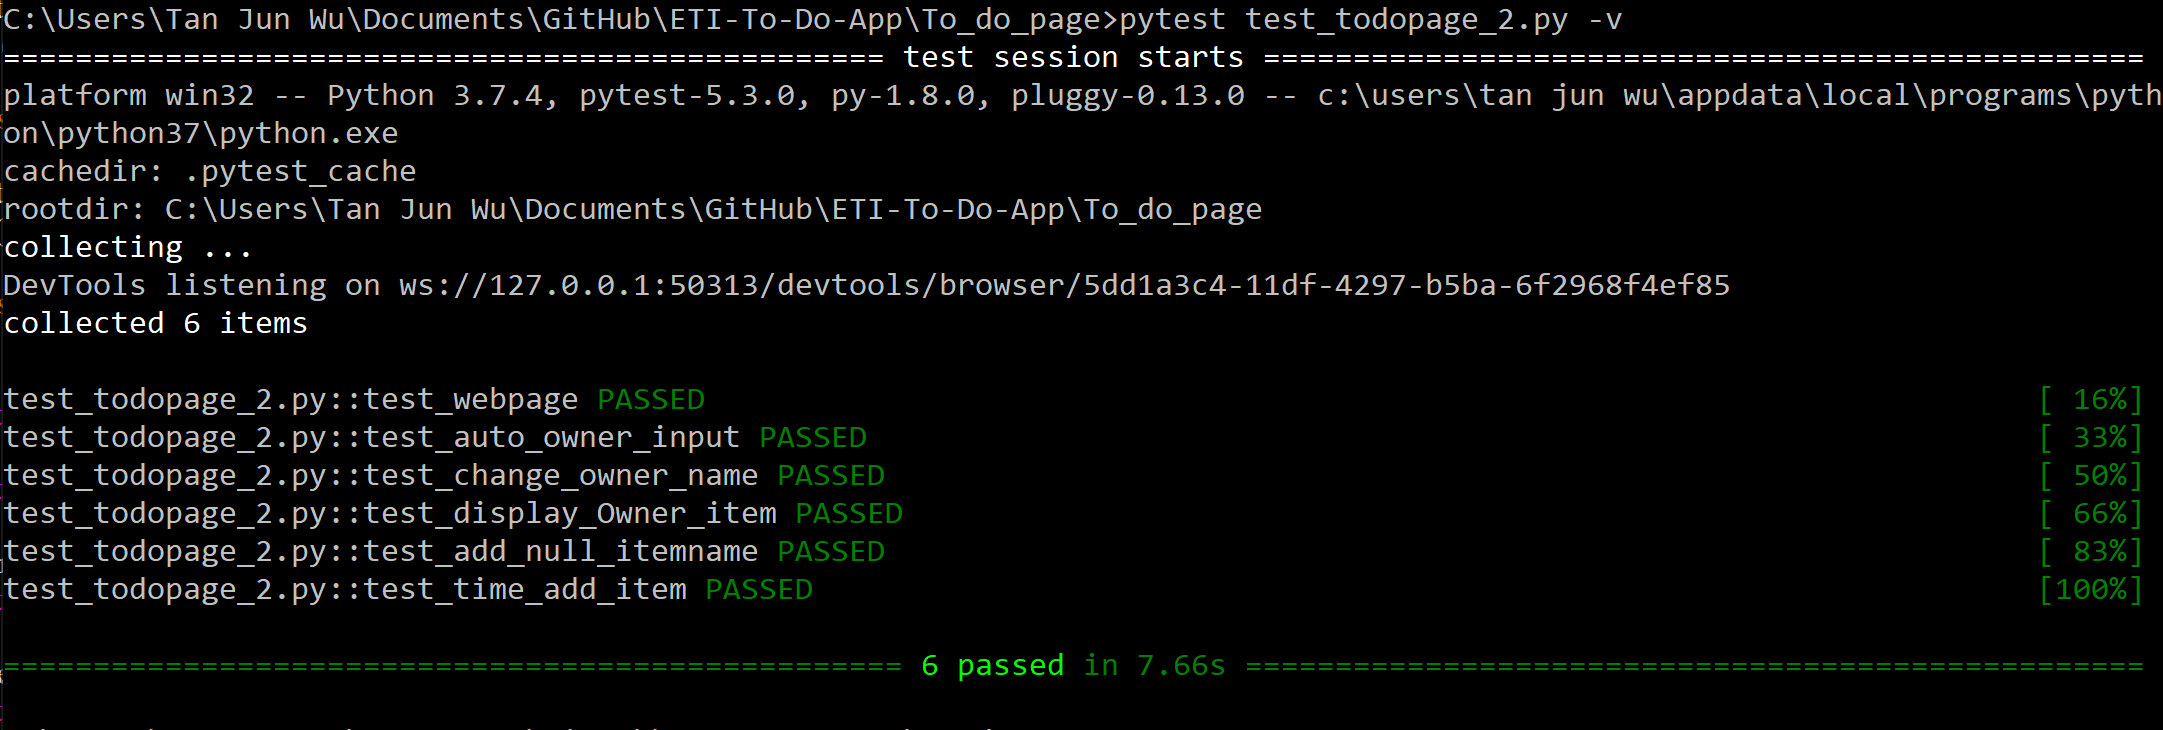 C:\Users\Tan Jun Wu\Documents\GitHub\ETI-To-Do-App\To_do_page>pytest test_todopage_2.py -v
================================================= test session starts =================================================
platform win32 -- Python 3.7.4, pytest-5.3.0, py-1.8.0, pluggy-0.13.0 -- c:\users\tan jun wu\appdata\local\programs\pyth
on\python37\python.exe
cachedir: .pytest_cache
rootdir: C:\Users\Tan Jun Wu\Documents\GitHub\ETI-To-Do-App\To_do_page
collecting ...
DevTools listening on ws://127.0.0.1:50313/devtools/browser/5dd1a3c4-11df-4297-b5ba-6f2968f4ef85
collected 6 items
test_todopage_2.py::test_webpage PASSED [ 16%]
test_todopage_2.py::test_auto_owner_input PASSED [ 33%]
test_todopage_2.py::test_change_owner_name PASSED [ 50%]
test_todopage_2.py::test_display_Owner_item PASSED [ 66%]
test_todopage_2.py::test_add_null_itemname PASSED [ 83%]
test_todopage_2.py::test_time_add_item PASSED [100%]
================================================== 6 passed in 7.66s ==================================================